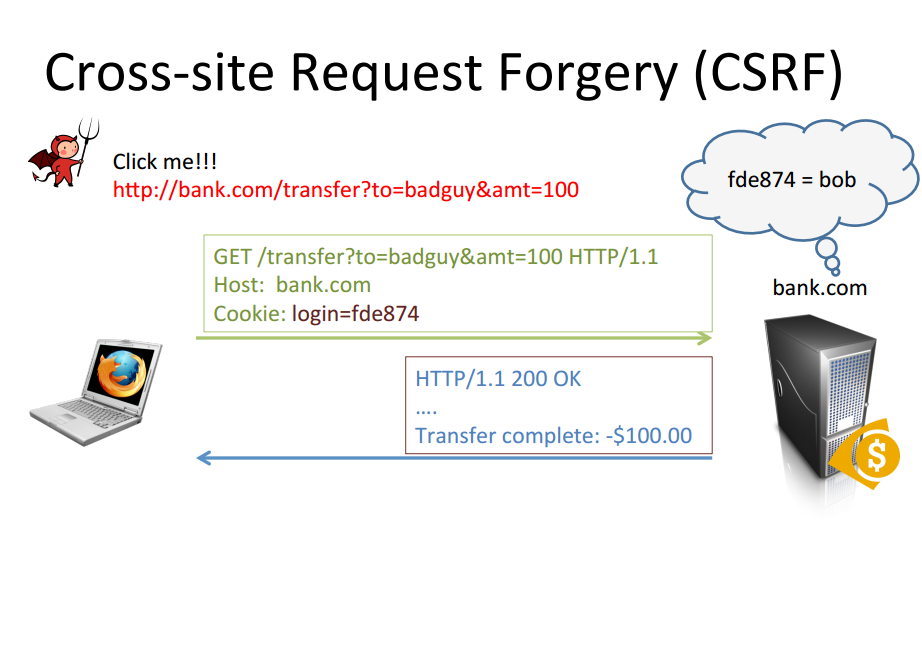 Cross-site Request Forgery (CSRF)
Click me!!!
http://bank.com/transfer?to=badguy&amt=100
fde874 = bob
GET /transfer?to=badguy&amt=100 HTTP/1.1
Host:  bank.com
Cookie: login=fde874
bank.com
HTTP/1.1 200 OK
....
Transfer complete: -$100.00
$